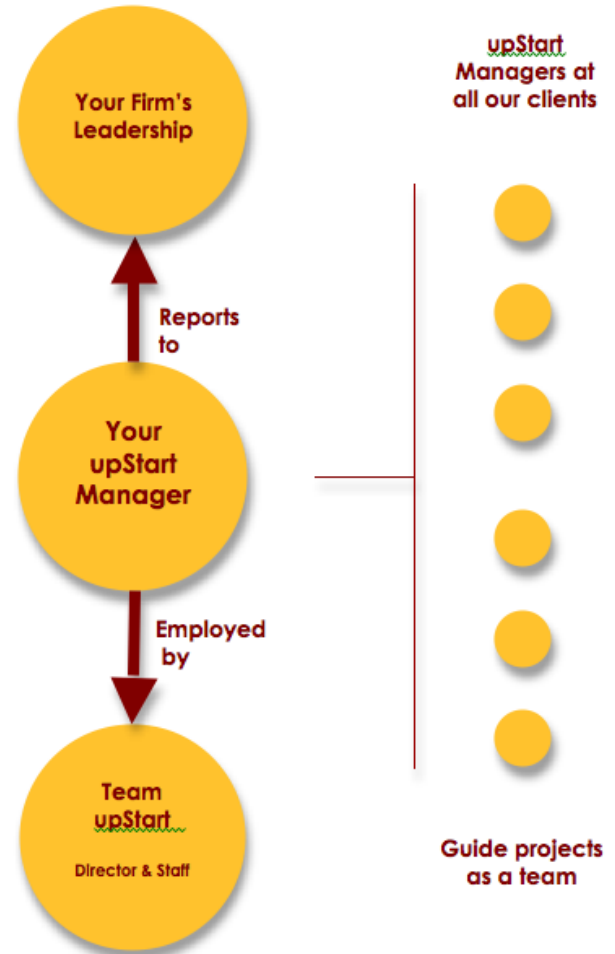 Your Firm's
Leadership
Reports
to
Your
upStart
Manager
Employed
by
Team
upStart
Director & Staff
upStart
Managers at
all our clients
Guide projects
as a team